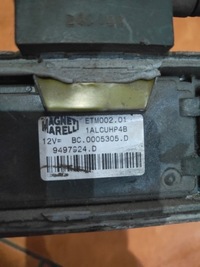 MAGNETI
MARELLI
ETM002.01
1ALCUHP4B
12V= BC.0005305.D
9497924.D